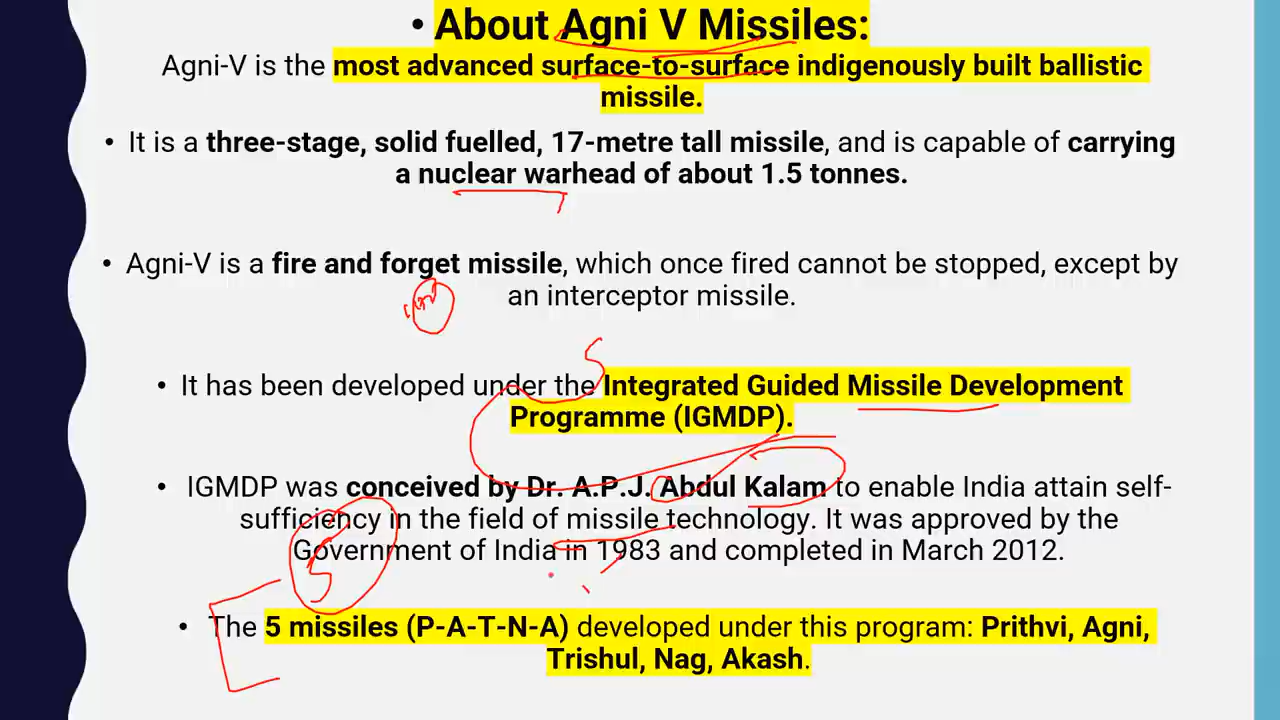 • About Agni V Missiles:
Agni-V is the most advanced surface-to-surface indigenously built ballistic
missile.
• It is a three-stage, solid fuelled, 17-metre tall missile, and is capable of carrying
a nuclear warhead of about 1.5 tonnes.
• Agni-V is a fire and forget missile, which once fired cannot be stopped, except by
an interceptor missile.
• It has been developed under the Integrated Guided Missile Development
Programme (IGMDP).
• IGMDP was conceived by Dr. A.P.J. Abdul Kalam to enable India attain self-
sufficiency in the field of missile technology. It was approved by the
Government of India in 1983 and completed in March 2012.
5
• The 5 missiles (P-A-T-N-A) developed under this program: Prithvi, Agni,
Trishul, Nag, Akash.